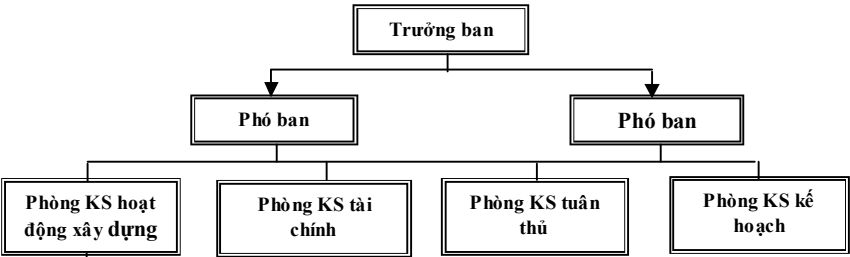 Trưởng ban
Phó ban
Phó ban
Phòng KS hoạt
động xây dựng
Phòng KS tài
chính
Phòng KS tuân
thủ
Phòng KS kế
hoạch